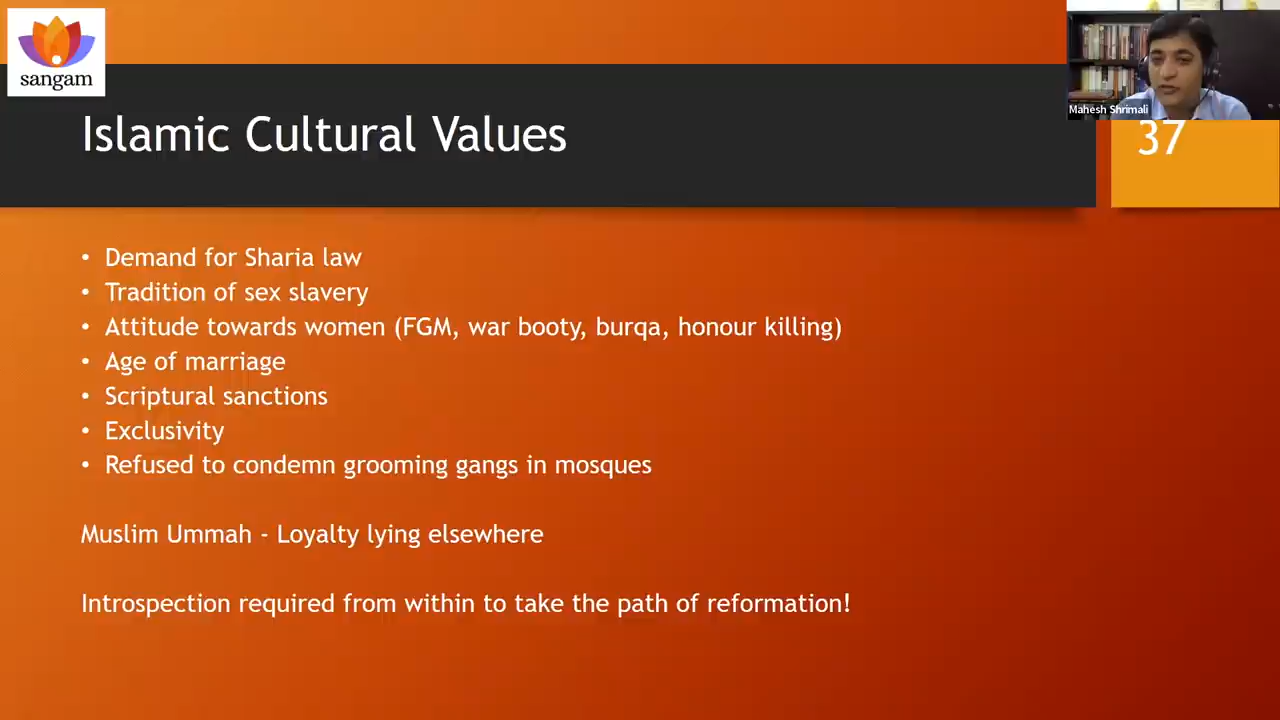 sangam
Mahesh Shrimali
Islamic Cultural Values
37
• Demand for Sharia law
• Tradition of sex slavery
• Attitude towards women (FGM, war booty, burqa, honour killing)
• Age of marriage
• Scriptural sanctions
• Exclusivity
• Refused to condemn grooming gangs in mosques
Muslim Ummah - Loyalty lying elsewhere
Introspection required from within to take the path of reformation!